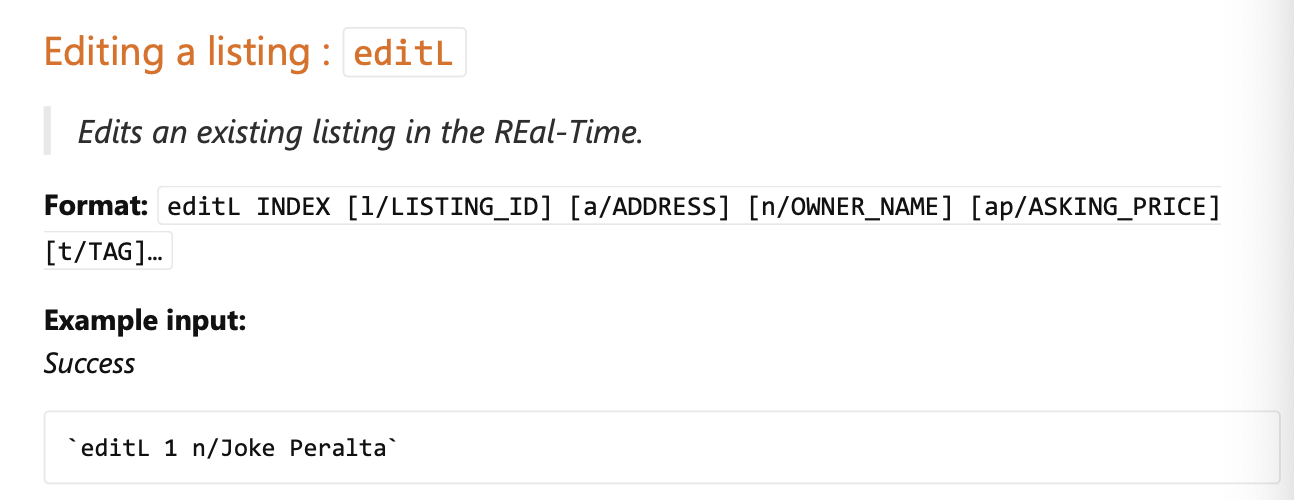 Editing a listing : editL
Edits an existing listing in the REal-Time.
Format: editL INDEX [l/LISTING_ID] [a/ADDRESS] [n/OWNER_NAME] [ap/ASKING_PRICE]
[t/TAG]…
Example input:
Success
`editL 1 n/Joke Peralta`